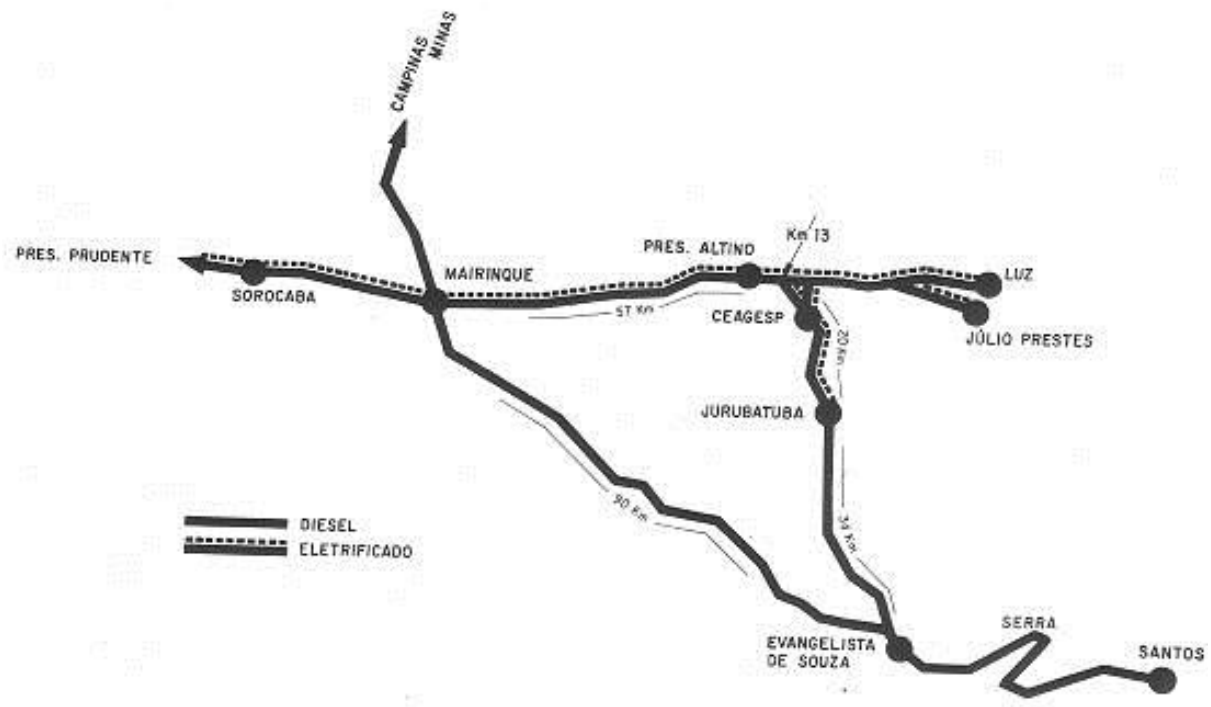 CAMPINAS
MINAS
PRES. PRUDENTE
SOROCABA
MAIRINQUE
PRES. ALTINO
Km 13
LUZ
CEAGESP
JÚLIO PRESTES
57 Km
20 Km
JURUBATUBA
90 Km
34 Km
DIESEL
ELETRIFICADO
EVANGELISTA
DE SOUZA
SERRA
SANTOS